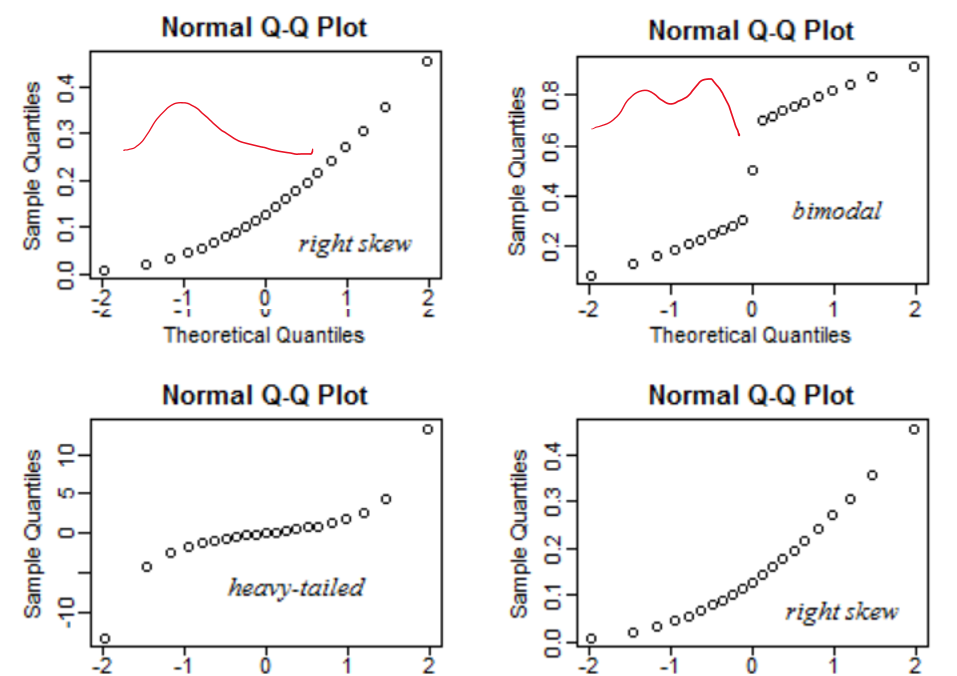 Normal Q-Q Plot
Sample Quantiles
0.0 0.1 0.2 0.3 0.4
right skew
-2 -1 0 1 2
Theoretical Quantiles
Normal Q-Q Plot
Sample Quantiles
0.2 0.4 0.6 0.8
bimodal
-2 -1 0 1 2
Theoretical Quantiles
Normal Q-Q Plot
Sample Quantiles
-10 0 5 10
heavy-tailed
-2 -1 0 1 2
Normal Q-Q Plot
Sample Quantiles
0.0 0.1 0.2 0.3 0.4
right skew
-2 -1 0 1 2